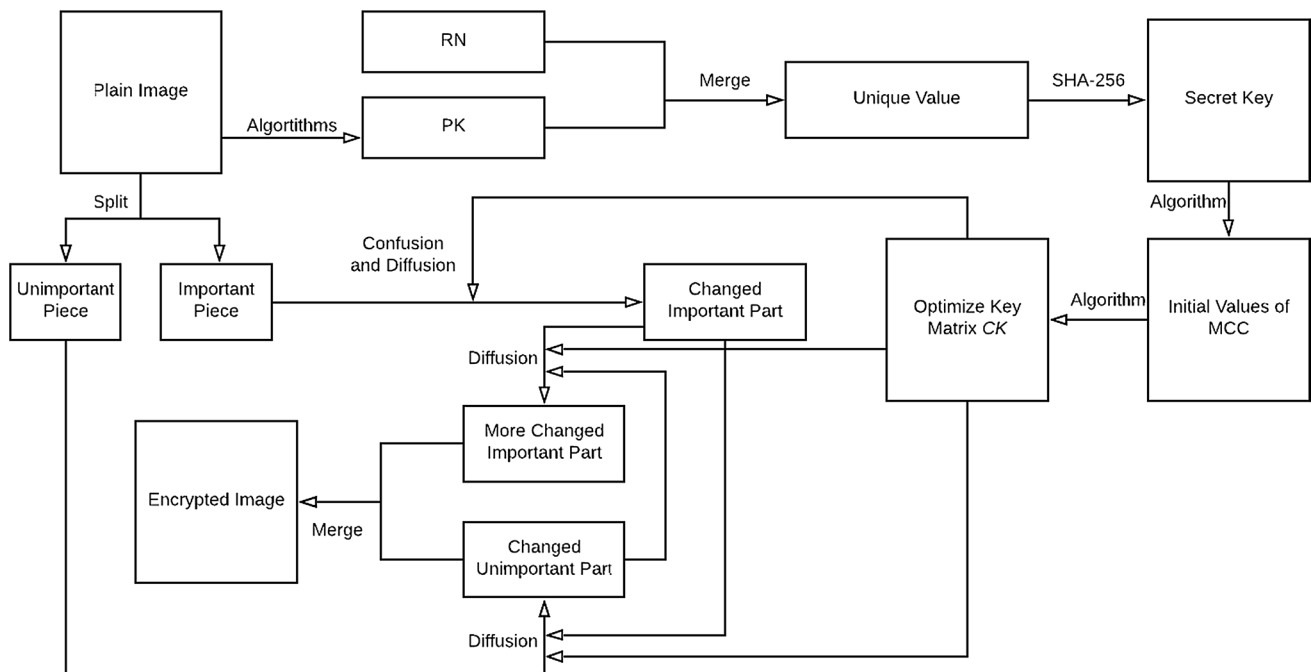 Plain Image
RN
PK
Algortithms
Merge
Unique Value
SHA-256
Secret Key
Split
Algorithm
Unimportant
Piece
Important
Piece
Confusion
and Diffusion
Changed
Important Part
Optimize Key
Matrix CK
Algorithm
Initial Values of
MCC
Diffusion
More Changed
Important Part
Encrypted Image
Merge
Changed
Unimportant Part
Diffusion